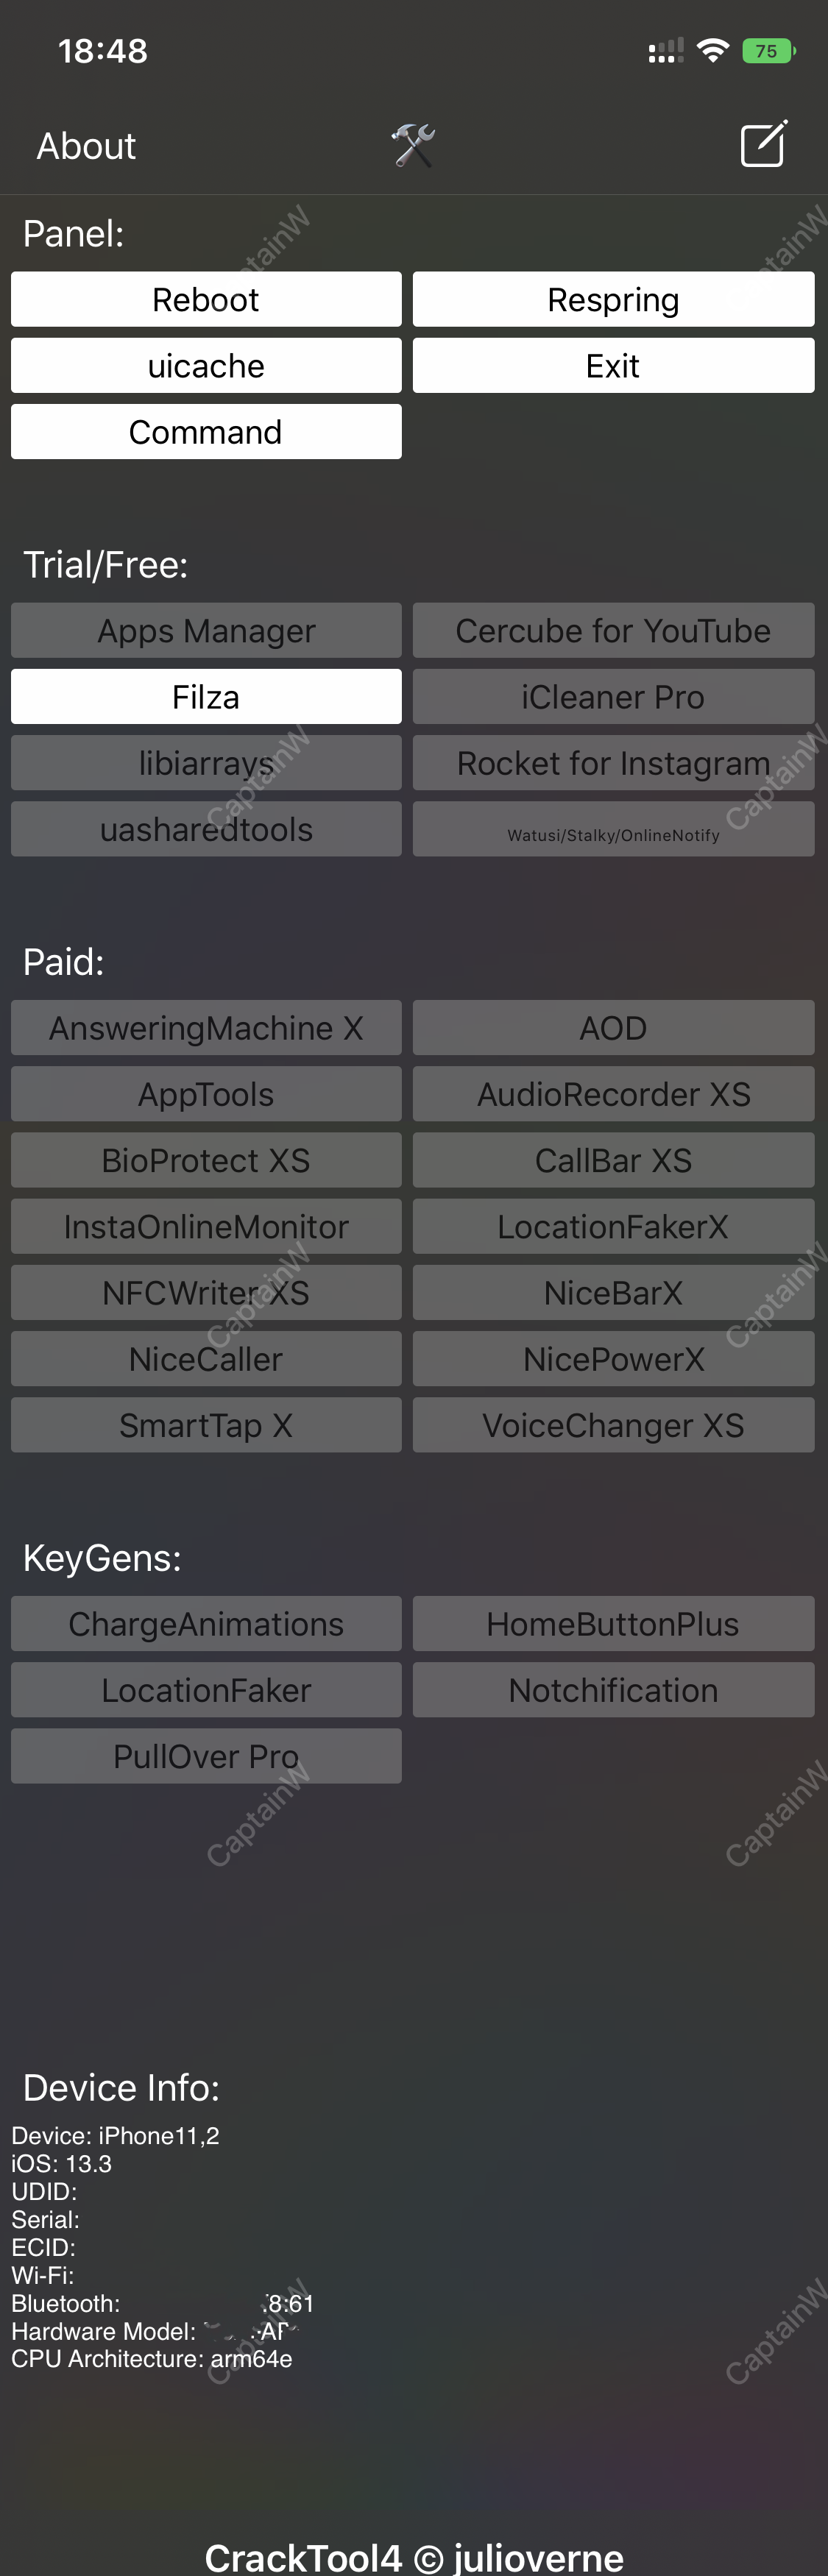 18:48
75
About
Panel:
Reboot Respring
uicache Exit
Command
Trial/Free:
Apps Manager Cercube for YouTube
Filza iCleaner Pro
libiarrays Rocket for Instagram
uasharedtools Watusi/Stalky/OnlineNotify
Paid:
AnsweringMachine X AOD
AppTools AudioRecorder XS
BioProtect XS CallBar XS
InstaOnlineMonitor LocationFakerX
NFCWriter XS NiceBarX
NiceCaller NicePowerX
SmartTap X VoiceChanger XS
KeyGens:
ChargeAnimations HomeButtonPlus
LocationFaker Notchification
PullOver Pro
Device Info:
Device: iPhone11,2
iOS: 13.3
UDID:
Serial:
ECID:
Wi-Fi:
Bluetooth: 8:61
Hardware Model:
CPU Architecture: arm64e
CrackTool4 © julioverne
CaptainW
CaptainW
CaptainW
CaptainW
CaptainW
CaptainW
CaptainW
CaptainW